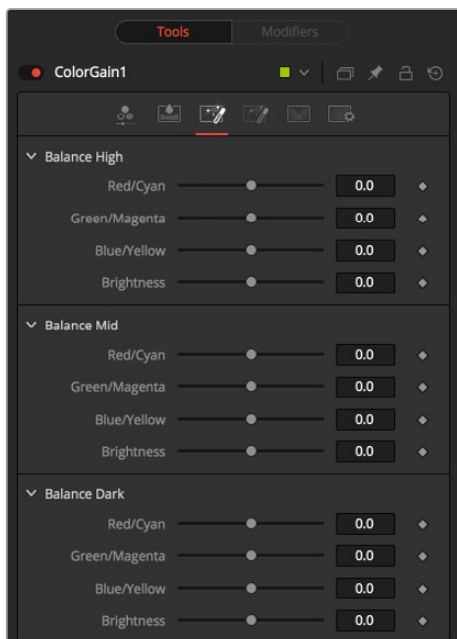 Tools Modifiers
ColorGain1
Balance High
Red/Cyan 0.0
Green/Magenta 0.0
Blue/Yellow 0.0
Brightness 0.0
Balance Mid
Red/Cyan 0.0
Green/Magenta 0.0
Blue/Yellow 0.0
Brightness 0.0
Balance Dark
Red/Cyan 0.0
Green/Magenta 0.0
Blue/Yellow 0.0
Brightness 0.0